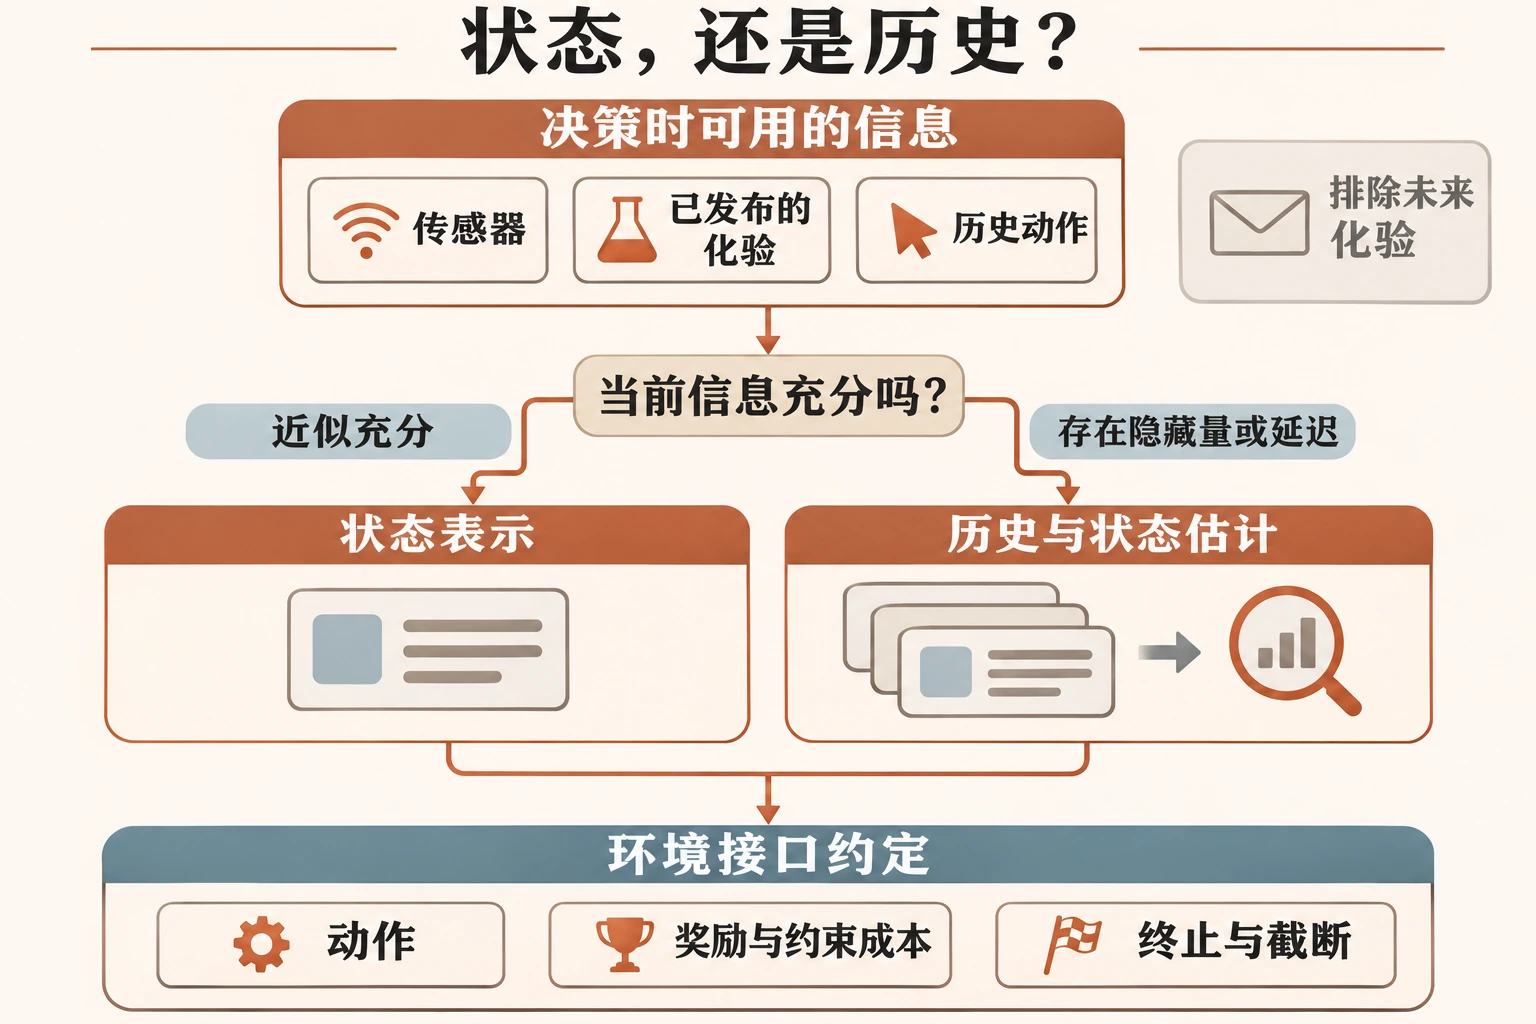 状态，还是历史？
决策时可用的信息
传感器
已发布的
化验
历史动作
排除未来
化验
当前信息充分吗？
近似充分
存在隐藏量或延迟
状态表示
历史与状态估计
环境接口约定
动作
奖励与约束成本
终止与截断